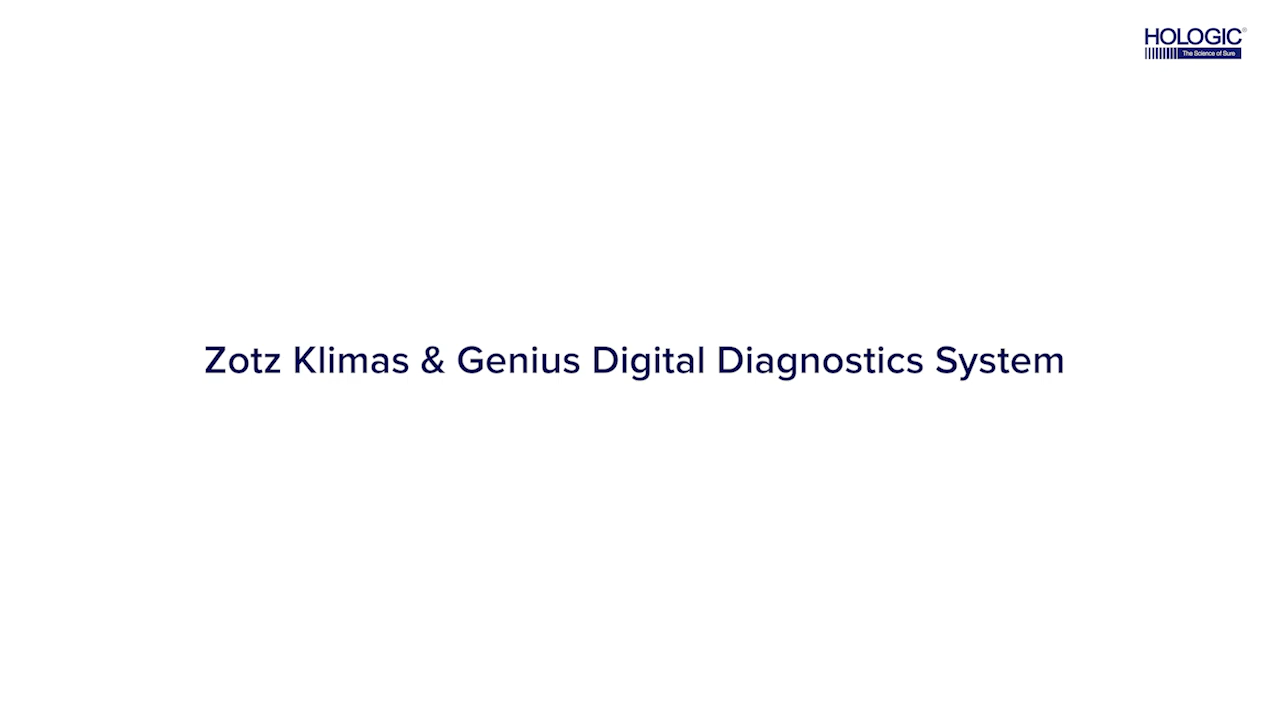 HOLOGIC®
The Science of Sure
Zotz Klimas & Genius Digital Diagnostics System